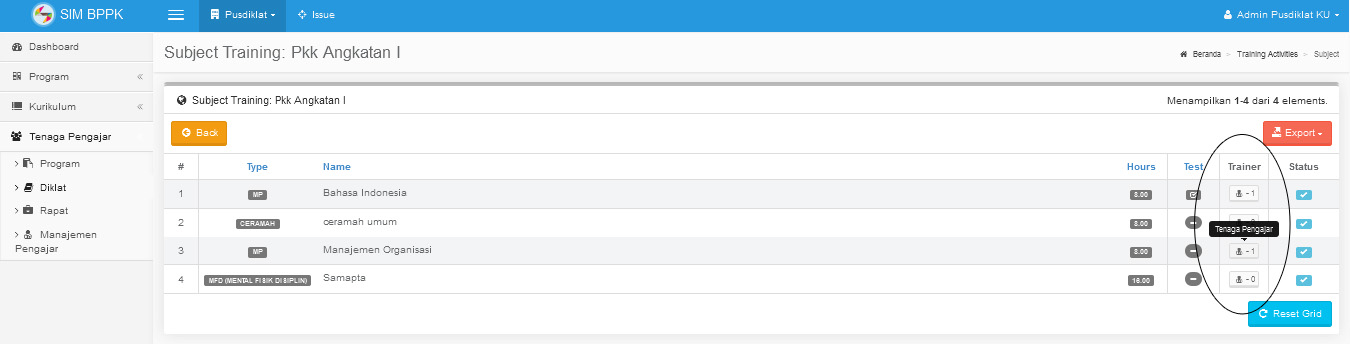 SIM BPPK Pusdiklat Issue Admin Pusdiklat KU
Dashboard
Program
Kurikulum
Tenaga Pengajar
Program
Diklat
Rapat
Manajemen
Pengajar
Subject Training: Pkk Angkatan I
Beranda > Training Activities > Subject
Subject Training: Pkk Angkatan I
Menampilkan 1-4 dari 4 elements.
Back
Export
# Type Name Hours Test Trainer Status
1 MP Bahasa Indonesia 8.00 - 1
2 CERAMAH ceramah umum 8.00
Tenaga Pengajar
3 MP Manajemen Organisasi 8.00 - 1
4 MFD (MENTAL FISIK DISIPLIN) Samapta 16.00 - 0
Reset Grid